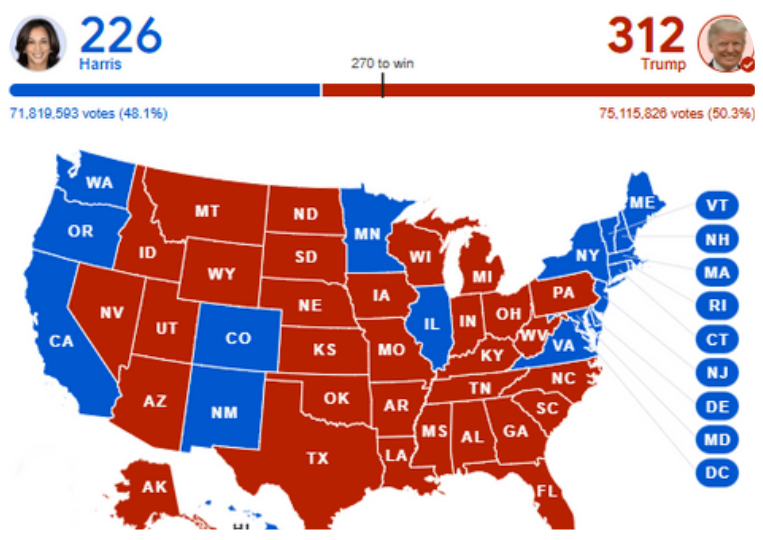 226
312
Harris
270 to win
Trump
71,819,593 votes (48.1%)
75,115,826 votes (50.3%)
WA
ME
VT
MT
ND
OR
MN
NH
ID
SD
WI
NY
MA
WY
MI
IA
PA
RI
NE
NV
UT
CO
IL
IN
OH
WV
VA
CT
CA
KS
MO
KY
NJ
AZ
NM
OK
AR
TN
NC
DE
SC
MS
AL
GA
MD
TX
LA
DC
AK
FL
HI